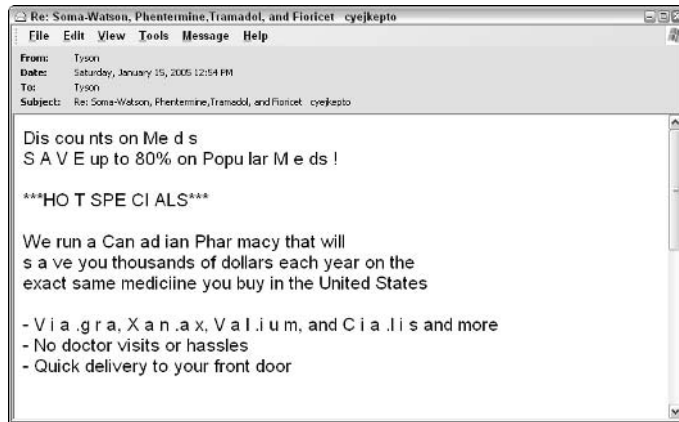 Re: Soma-Watson, Phentermine,Tramadol, and Fioricet cyejkepto
File Edit View Tools Message Help
From: Tyson
Date: Saturday, January 15, 2005 12:54 PM
To: Tyson
Subject: Re: Soma-Watson, Phentermine,Tramadol, and Fioricet cyejkepto
Dis cou nts on Me d s
S A V E up to 80% on Popu lar M e ds !
***HO T SPE CI ALS***
We run a Can ad ian Phar macy that will
s a ve you thousands of dollars each year on the
exact same mediciine you buy in the United States
- V i a .gra, X a n .a x, V a l .i u m, and C i a .l i s and more
- No doctor visits or hassles
- Quick delivery to your front door